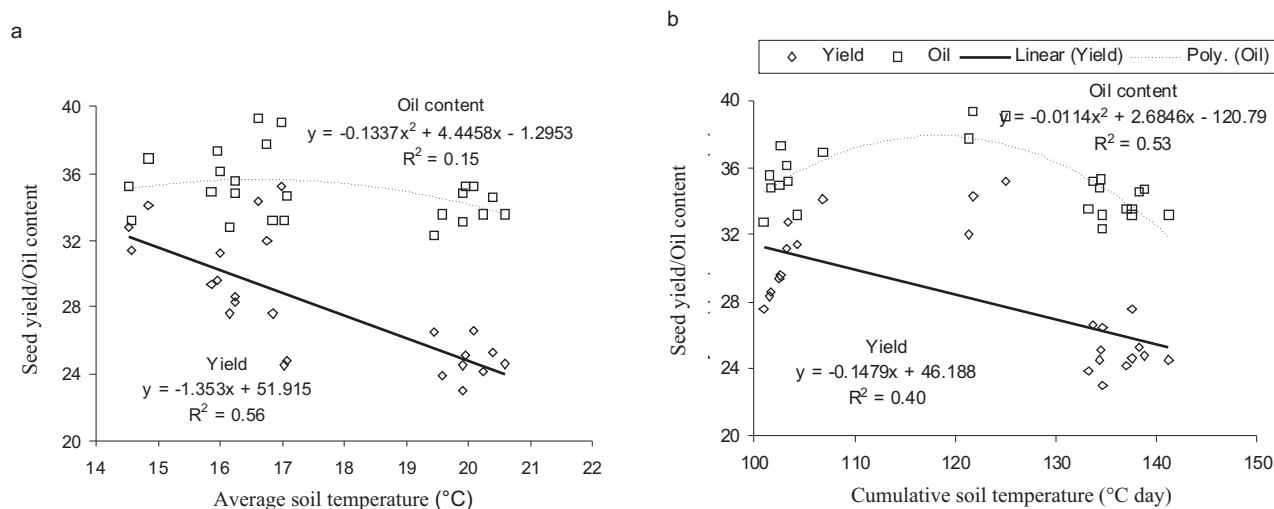 a
Seed yield/Oil content
40
36
32
28
24
20
Oil content
y = -0.1337x² + 4.4458x - 1.2953
R² = 0.15
Yield
y = -1.353x + 51.915
R² = 0.56
14 15 16 17 18 19 20 21 22
Average soil temperature (°C)
b
Yield Oil Linear (Yield) Poly. (Oil)
Seed yield/Oil content
40
36
32
28
24
20
Oil content
y = -0.0114x² + 2.6846x - 120.79
R² = 0.53
Yield
y = -0.1479x + 46.188
R² = 0.40
100 110 120 130 140 150
Cumulative soil temperature (°C day)